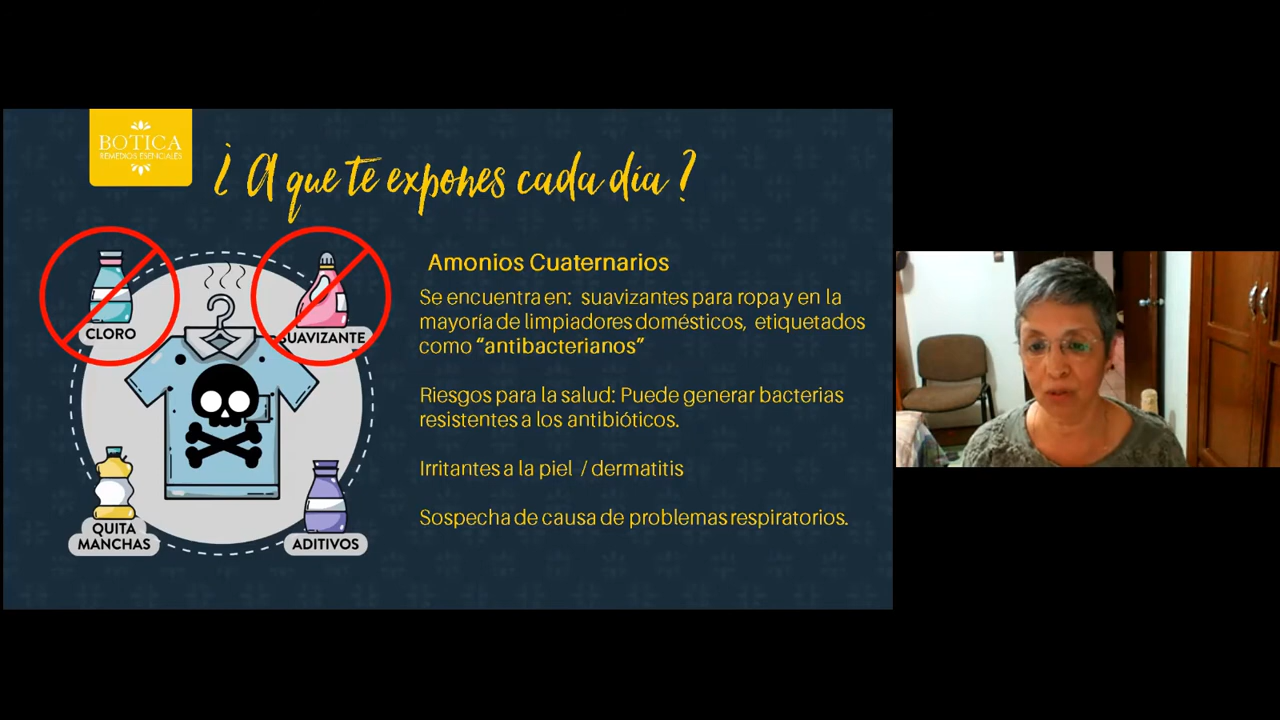 BOTICA
REMEDIOS ESENCIALES
¿ A que te expones cada día ?
CLORO
SUAVIZANTE
QUITA
MANCHAS
ADITIVOS
Amonios Cuaternarios
Se encuentra en: suavizantes para ropa y en la
mayoría de limpiadores domésticos, etiquetados
como “antibacterianos”
Riesgos para la salud: Puede generar bacterias
resistentes a los antibióticos.
Irritantes a la piel / dermatitis
Sospecha de causa de problemas respiratorios.